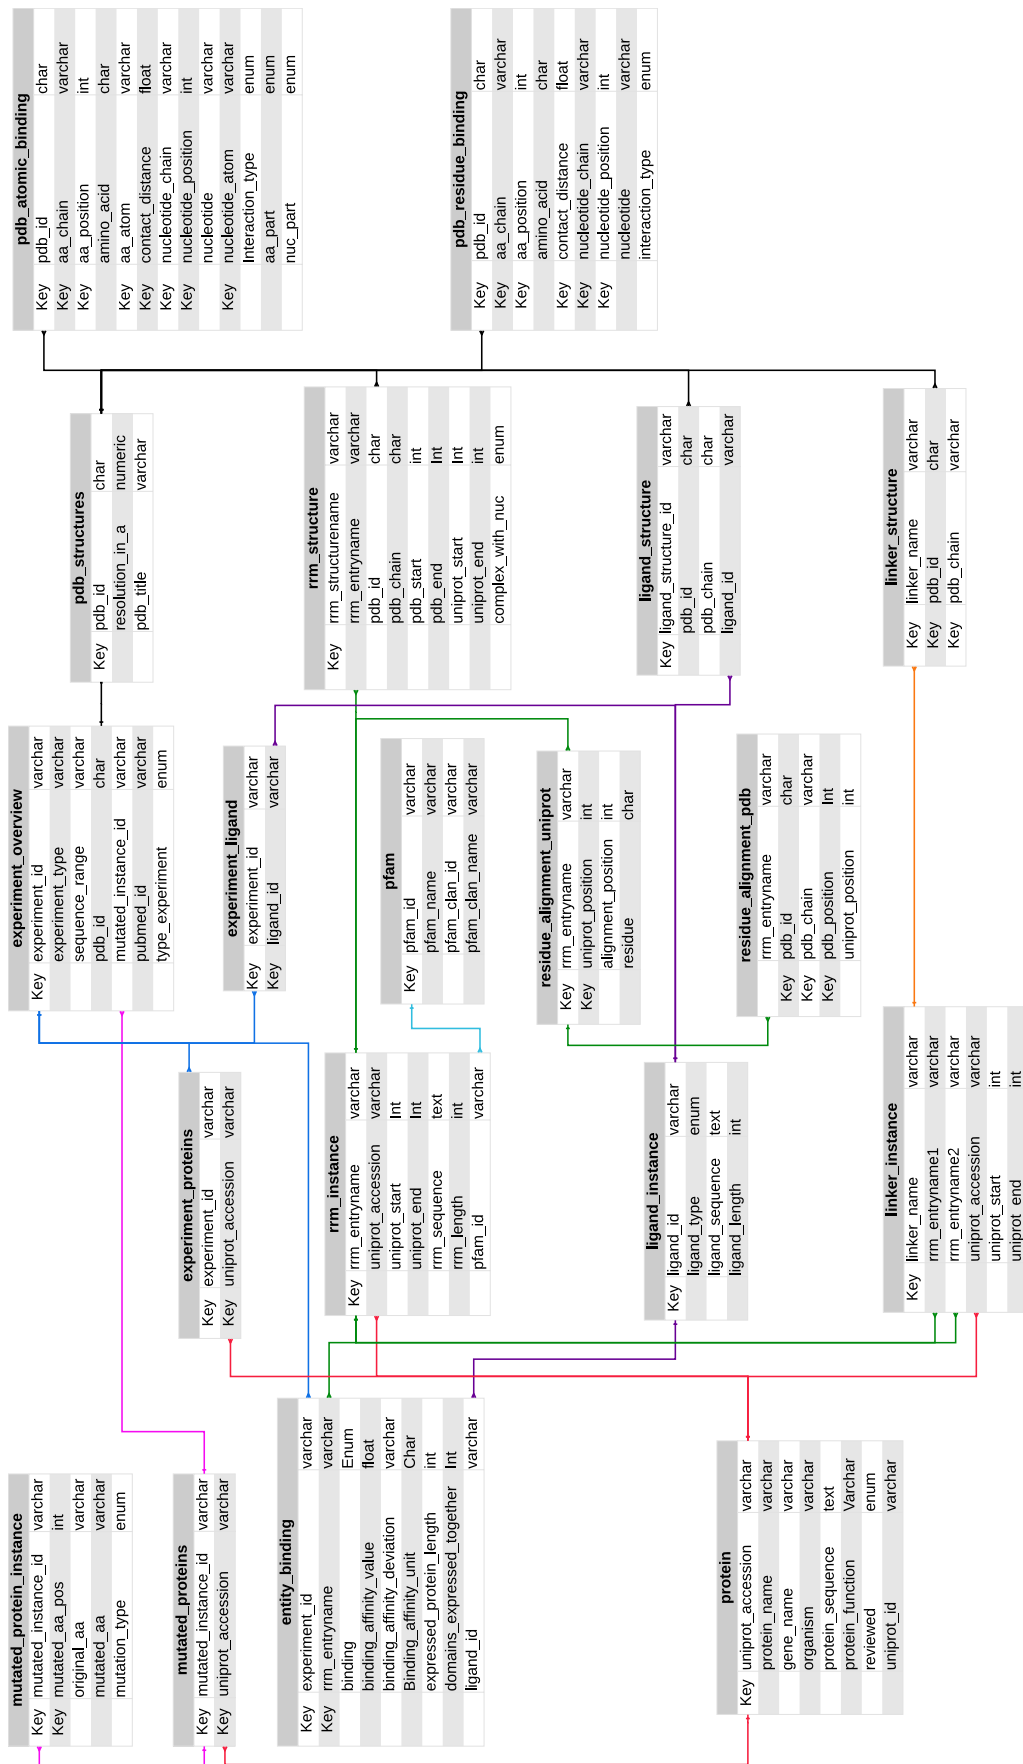 mutated_protein_instance
Key mutated_instance_id varchar
Key mutated_aa_pos int
original_aa varchar
mutated_aa varchar
mutation_type enum
mutated_proteins
Key mutated_instance_id varchar
Key uniprot_accession varchar
entity_binding
Key experiment_id varchar
Key rrm_entryname varchar
binding Enum
binding_affinity_value float
binding_affinity_deviation varchar
Binding_affinity_unit Char
expressed_protein_length int
domains_expressed_together Int
ligand_id varchar
protein
Key uniprot_accession varchar
protein_name varchar
gene_name varchar
organism varchar
protein_sequence text
protein_function Varchar
reviewed enum
uniprot_id varchar
experiment_proteins
Key experiment_id varchar
Key uniprot_accession varchar
rrm_instance
Key rrm_entryname varchar
uniprot_accession varchar
uniprot_start Int
uniprot_end Int
rrm_sequence text
rrm_length int
pfam_id varchar
ligand_instance
Key ligand_id varchar
ligand_type enum
ligand_sequence text
ligand_length int
linker_instance
Key linker_name varchar
rrm_entryname1 varchar
rrm_entryname2 varchar
uniprot_accession varchar
uniprot_start int
uniprot_end int
experiment_overview
Key experiment_id varchar
experiment_type varchar
sequence_range varchar
pdb_id char
mutated_instance_id varchar
pubmed_id varchar
type_experiment enum
experiment_ligand
Key experiment_id varchar
Key ligand_id varchar
pfam
Key pfam_id varchar
pfam_name varchar
pfam_clan_id varchar
pfam_clan_name varchar
residue_alignment_uniprot
Key rrm_entryname varchar
Key uniprot_position int
alignment_position int
residue char
residue_alignment_pdb
rrm_entryname varchar
Key pdb_id char
Key pdb_chain varchar
Key pdb_position Int
uniprot_position int
pdb_structures
Key pdb_id char
resolution_in_a numeric
pdb_title varchar
rrm_structure
Key rrm_structurename varchar
rrm_entryname varchar
pdb_id char
pdb_chain char
pdb_start int
pdb_end Int
uniprot_start Int
uniprot_end int
complex_with_nuc enum
ligand_structure
Key ligand_structure_id varchar
pdb_id char
pdb_chain char
ligand_id varchar
linker_structure
Key linker_name varchar
Key pdb_id char
Key pdb_chain varchar
pdb_atomic_binding
Key pdb_id char
Key aa_chain varchar
Key aa_position int
amino_acid char
Key aa_atom varchar
Key contact_distance float
Key nucleotide_chain varchar
Key nucleotide_position int
nucleotide varchar
Key nucleotide_atom varchar
Interaction_type enum
aa_part enum
nuc_part enum
pdb_residue_binding
Key pdb_id char
Key aa_chain varchar
Key aa_position int
amino_acid char
Key contact_distance float
Key nucleotide_chain varchar
Key nucleotide_position int
nucleotide varchar
interaction_type enum